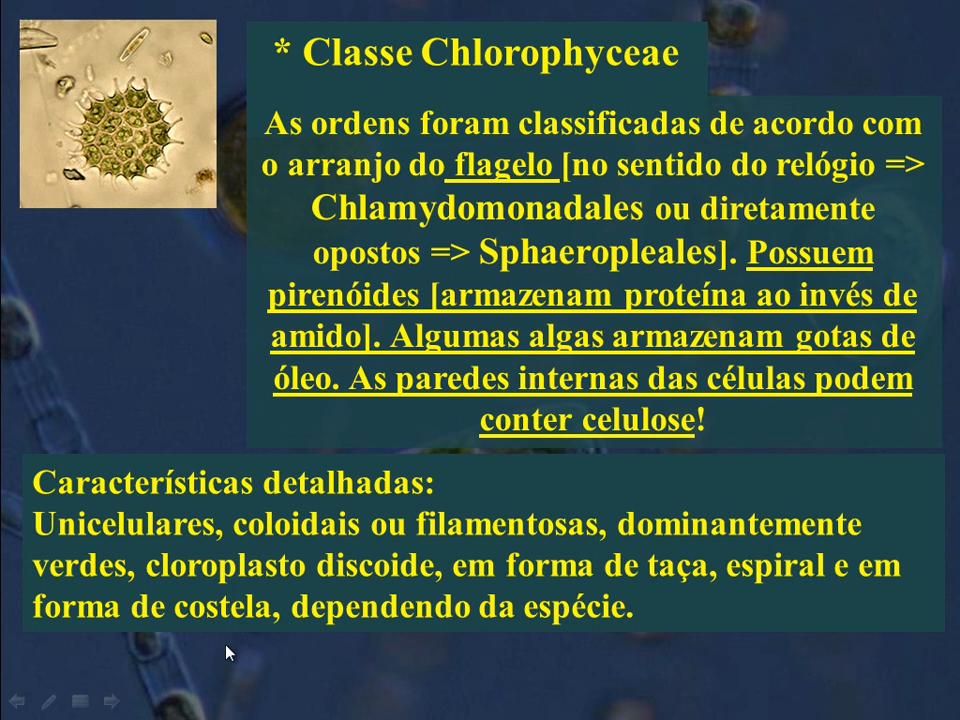 * Classe Chlorophyceae
As ordens foram classificadas de acordo com
o arranjo do flagelo [no sentido do relógio =>
Chlamydomonadales ou diretamente
opostos => Sphaeropleales]. Possuem
pirenóides [armazenam proteína ao invés de
amido]. Algumas algas armazenam gotas de
óleo. As paredes internas das células podem
conter celulose!
Características detalhadas:
Unicelulares, coloidais ou filamentosas, dominantemente
verdes, cloroplasto discoide, em forma de taça, espiral e em
forma de costela, dependendo da espécie.